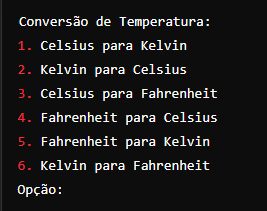 Conversão de Temperatura:
1. Celsius para Kelvin
2. Kelvin para Celsius
3. Celsius para Fahrenheit
4. Fahrenheit para Celsius
5. Fahrenheit para Kelvin
6. Kelvin para Fahrenheit
Opção: